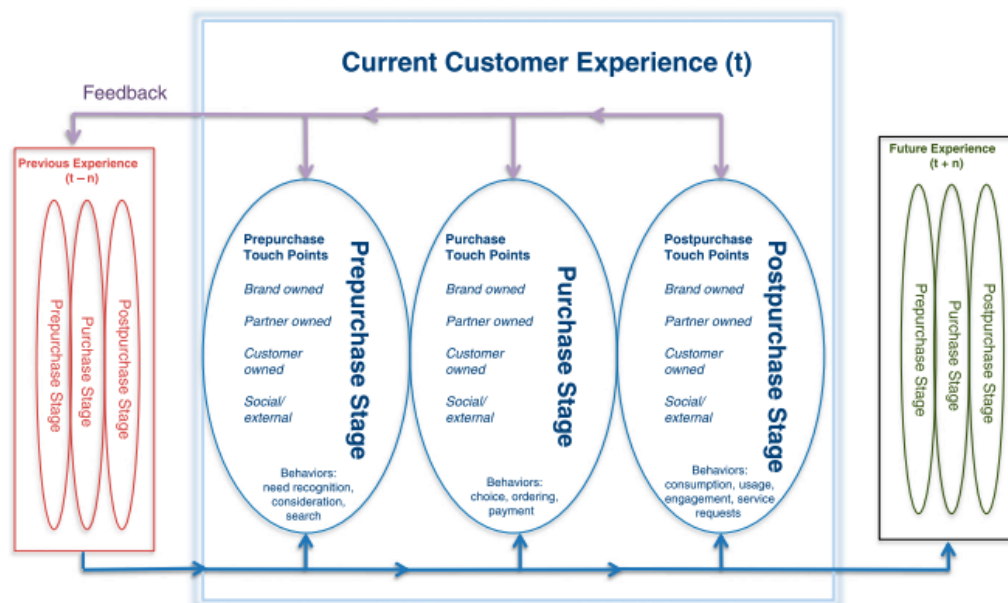 Current Customer Experience (t)
Feedback
Previous Experience
(t – n)
Prepurchase Stage
Purchase Stage
Postpurchase Stage
Prepurchase
Touch Points
Brand owned
Partner owned
Customer
owned
Social/
external
Prepurchase Stage
Behaviors:
need recognition,
consideration,
search
Purchase
Touch Points
Brand owned
Partner owned
Customer
owned
Social/
external
Purchase Stage
Behaviors:
choice, ordering,
payment
Postpurchase
Touch Points
Brand owned
Partner owned
Customer
owned
Social/
external
Postpurchase Stage
Behaviors:
consumption, usage,
engagement, service
requests
Future Experience
(t + n)
Prepurchase Stage
Purchase Stage
Postpurchase Stage